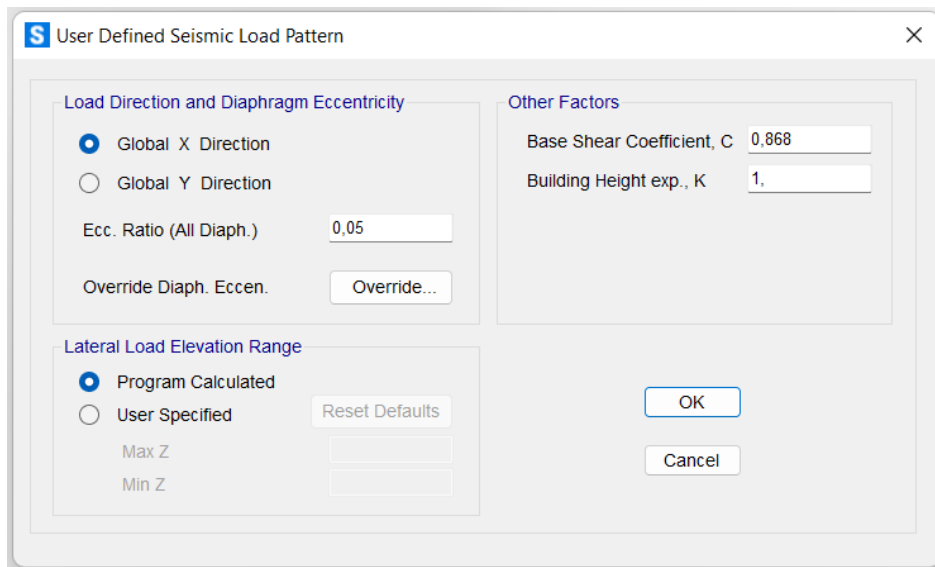 S User Defined Seismic Load Pattern
Load Direction and Diaphragm Eccentricity
Global X Direction
Global Y Direction
Ecc. Ratio (All Diaph.) 0,05
Override Diaph. Eccen. Override...
Other Factors
Base Shear Coefficient, C 0,868
Building Height exp., K 1,
Lateral Load Elevation Range
Program Calculated
User Specified Reset Defaults
Max Z
Min Z
OK
Cancel